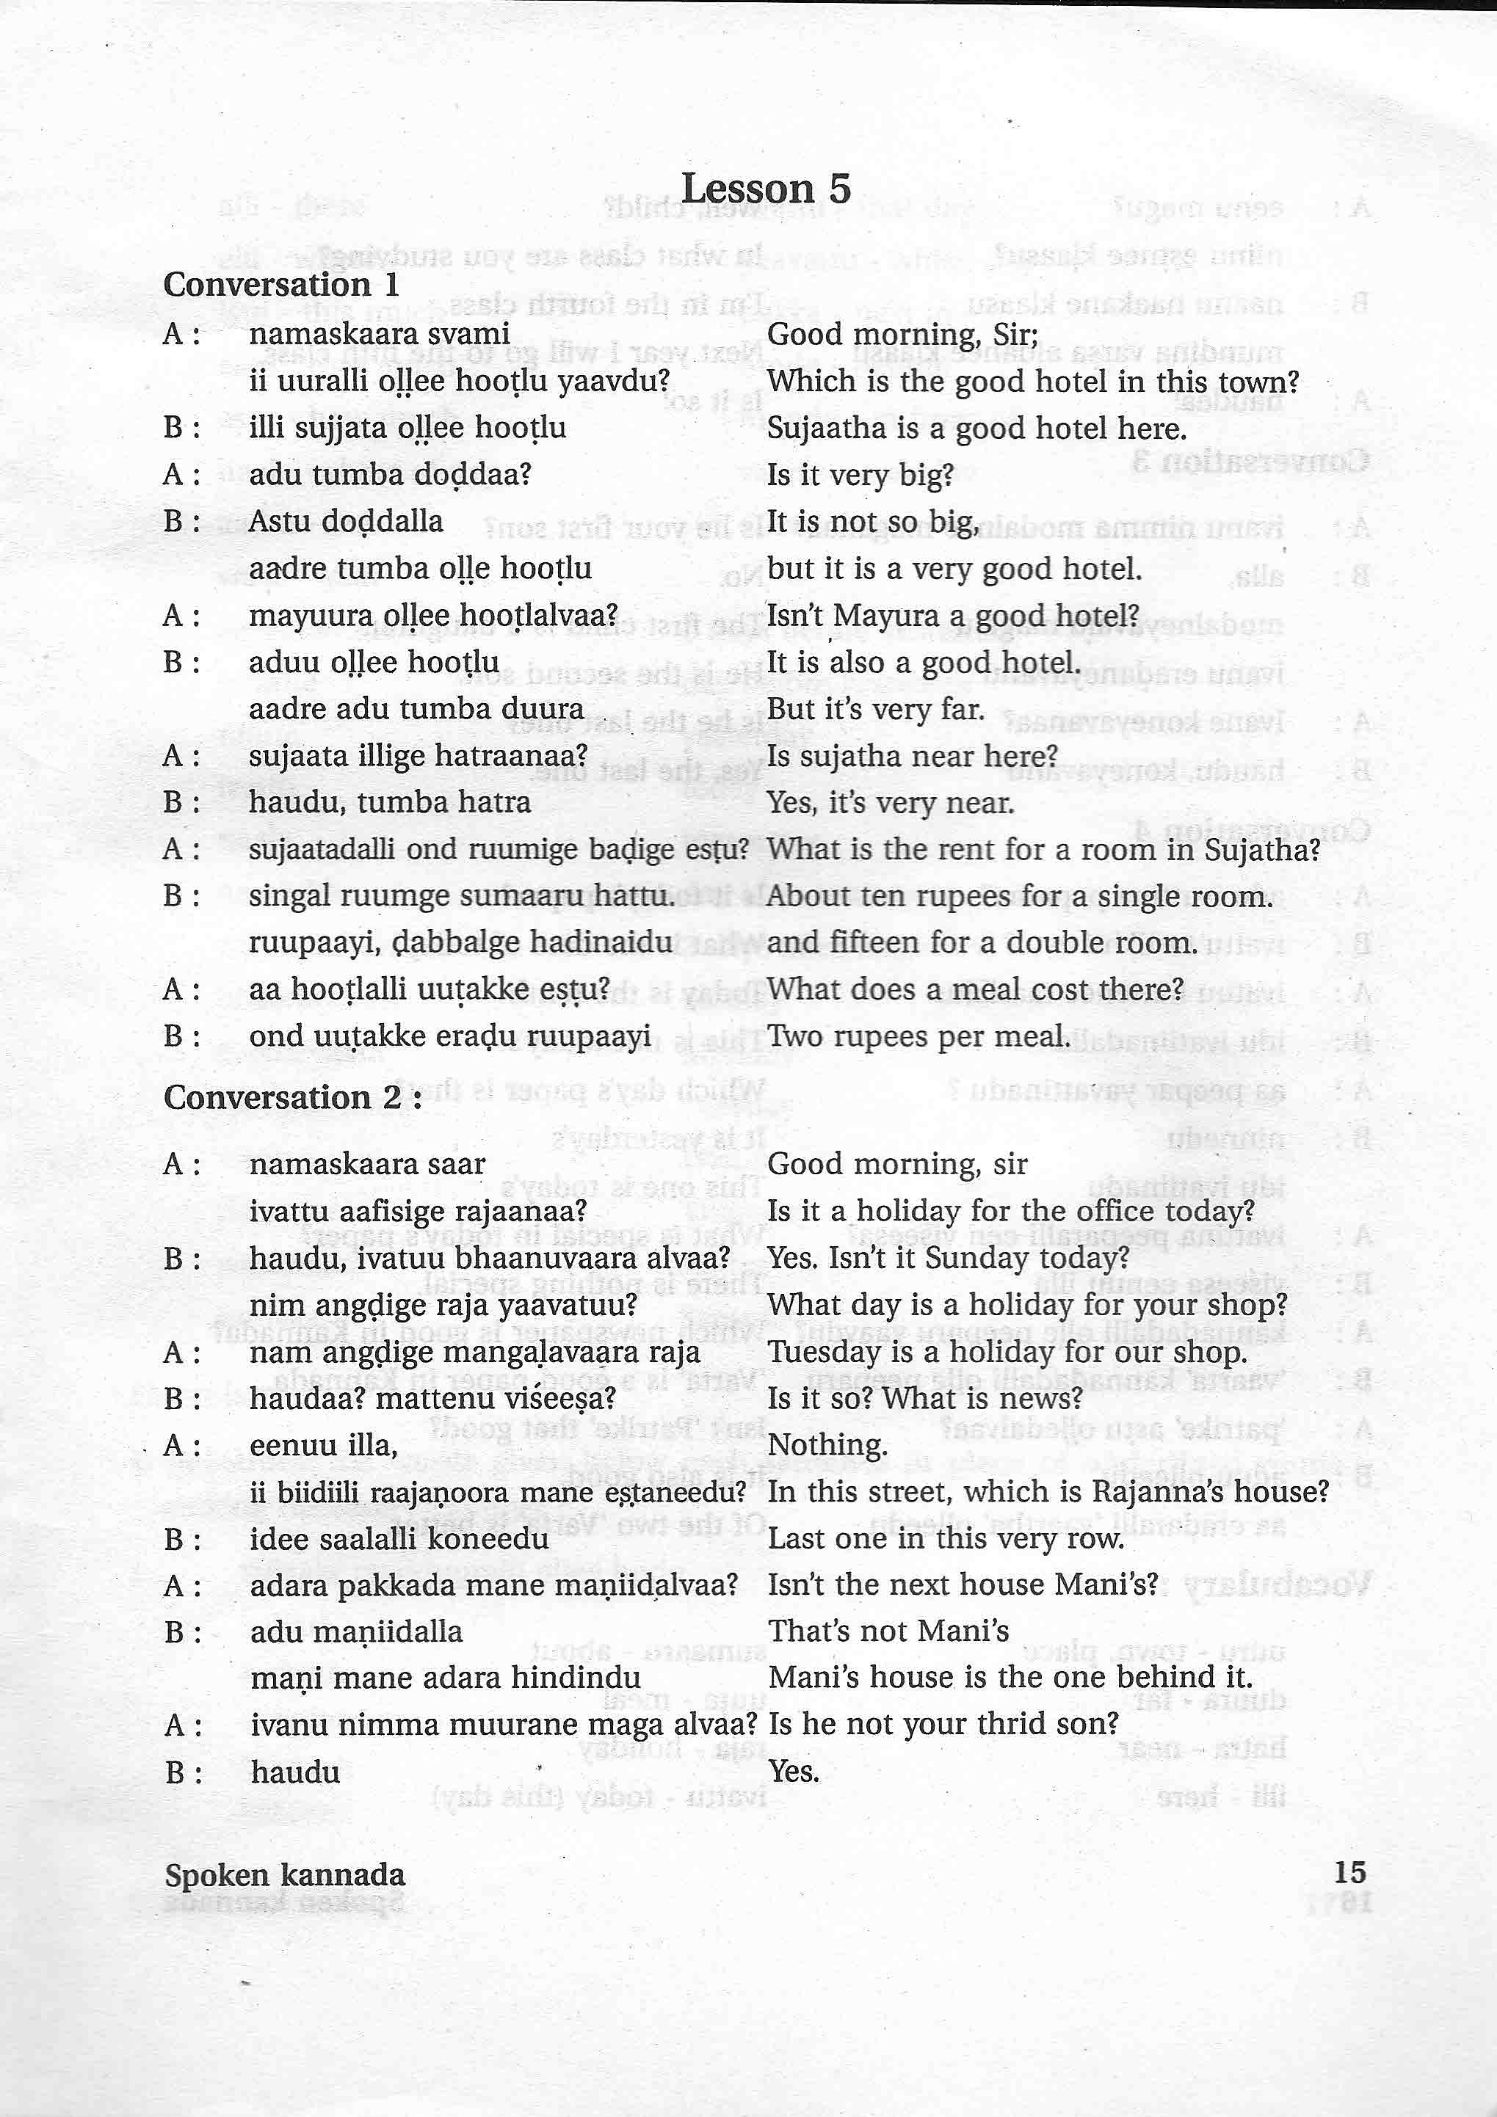 Lesson 5
Conversation 1
A : namaskaara svami Good morning, Sir;
ii uuralli oḷḷee hooṭlu yaavdu? Which is the good hotel in this town?
B : illi sujjata oḷḷee hooṭlu Sujaatha is a good hotel here.
A : adu tumba doḍdaa? Is it very big?
B : Astu doḍdalla It is not so big,
aadre tumba oḷḷe hooṭlu but it is a very good hotel.
A : mayuura oḷḷee hooṭlalvaa? Isn't Mayura a good hotel?
B : aduu oḷḷee hooṭlu It is also a good hotel.
aadre adu tumba duura But it's very far.
A : sujaata illige hatraanaa? Is sujatha near here?
B : haudu, tumba hatra Yes, it's very near.
A : sujaatadalli ond ruumige baḍige esṭu? What is the rent for a room in Sujatha?
B : singal ruumge sumaaru hattu. About ten rupees for a single room.
ruupaayi, ḍabbalge hadinaidu and fifteen for a double room.
A : aa hooṭlalli uuṭakke eṣṭu? What does a meal cost there?
B : ond uuṭakke eraḍu ruupaayi Two rupees per meal.
Conversation 2 :
A : namaskaara saar Good morning, sir
ivattu aafisige rajaanaa? Is it a holiday for the office today?
B : haudu, ivatuu bhaanuvaara alvaa? Yes. Isn't it Sunday today?
nim angḍige raja yaavatuu? What day is a holiday for your shop?
A : nam angḍige mangaḷavaạra raja Tuesday is a holiday for our shop.
B : haudaa? mattenu viśeeṣa? Is it so? What is news?
A : eenuu illa, Nothing.
ii biidiili raajaṇoora mane eṣṭaneedu? In this street, which is Rajanna's house?
B : idee saalalli koneedu Last one in this very row.
A : adara pakkada mane maṇiidạlvaa? Isn't the next house Mani's?
B : adu maṇiidalla That's not Mani's
maṇi mane adara hindindu Mani's house is the one behind it.
A : ivanu nimma muurane maga alvaa? Is he not your thrid son?
B : haudu Yes.
Spoken kannada 15